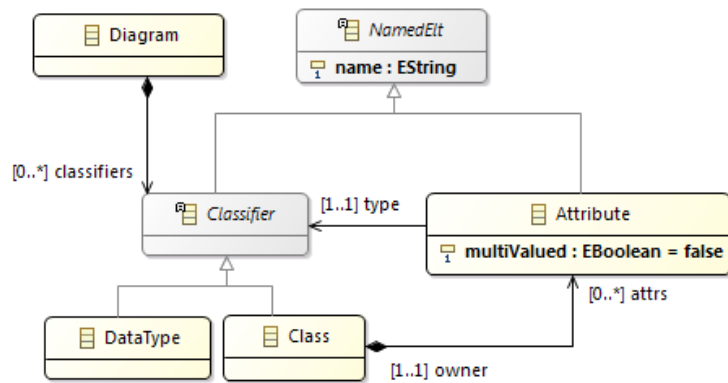 Diagram
NamedElt
name : EString
[0..*] classifiers
Classifier
[1..1] type
Attribute
multiValued : EBoolean = false
[0..*] attrs
DataType
Class
[1..1] owner